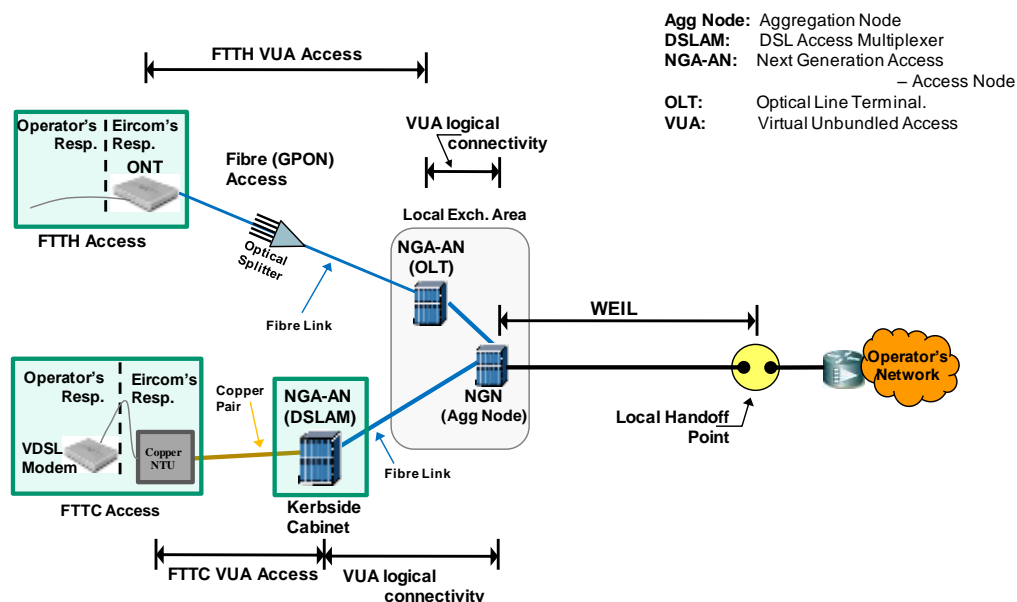 Agg Node: Aggregation Node
DSLAM: DSL Access Multiplexer
NGA-AN: Next Generation Access
– Access Node
OLT: Optical Line Terminal.
VUA: Virtual Unbundled Access
FTTH VUA Access
VUA logical
connectivity
Operator's
Resp.
Eircom's
Resp.
ONT
FTTH Access
Fibre (GPON)
Access
Optical
Splitter
Fibre Link
Local Exch. Area
NGA-AN
(OLT)
WEIL
NGN
(Agg Node)
Operator's
Network
Local Handoff
Point
Operator's
Resp.
Eircom's
Resp.
VDSL
Modem
Copper
NTU
FTTC Access
Copper
Pair
NGA-AN
(DSLAM)
Fibre Link
Kerbside
Cabinet
FTTC VUA Access
VUA logical
connectivity